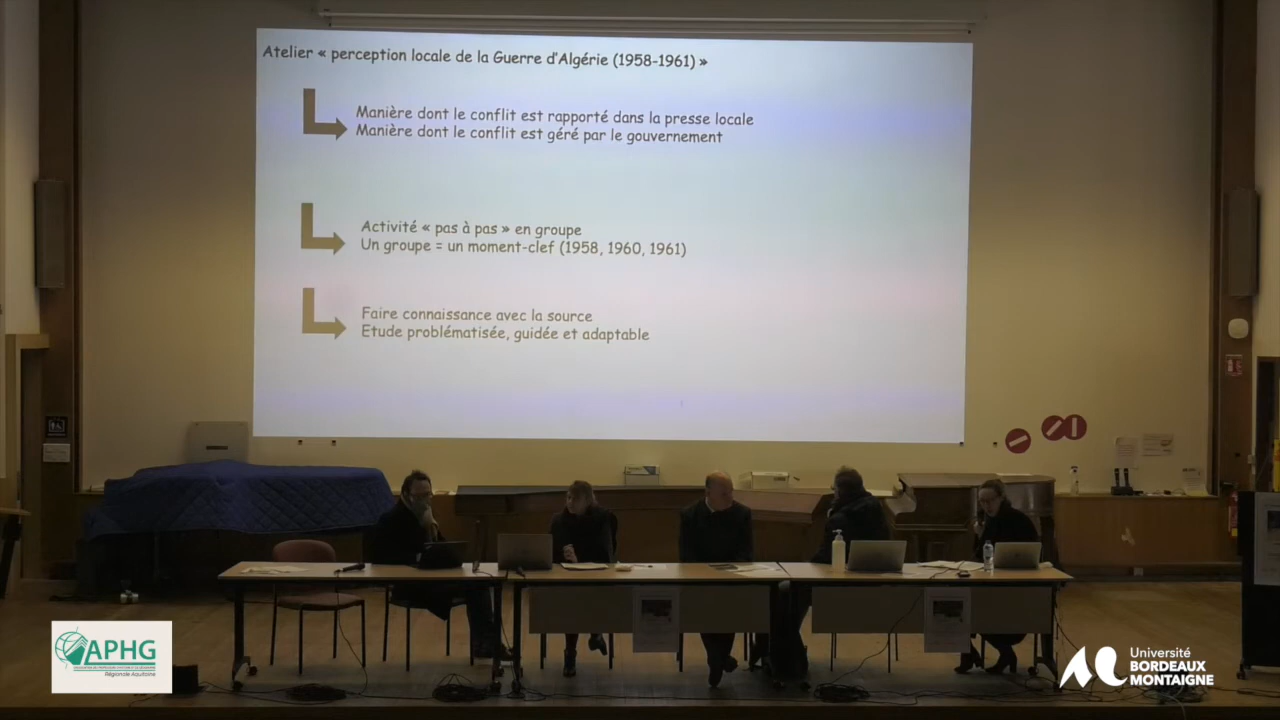 Atelier « perception locale de la Guerre d'Algérie (1958-1961) »
Manière dont le conflit est rapporté dans la presse locale
Manière dont le conflit est géré par le gouvernement
Activité « pas à pas » en groupe
Un groupe = un moment-clef (1958, 1960, 1961)
Faire connaissance avec la source
Etude problématisée, guidée et adaptable
APHG
Régionale Aquitaine
Université
BORDEAUX
MONTAIGNE